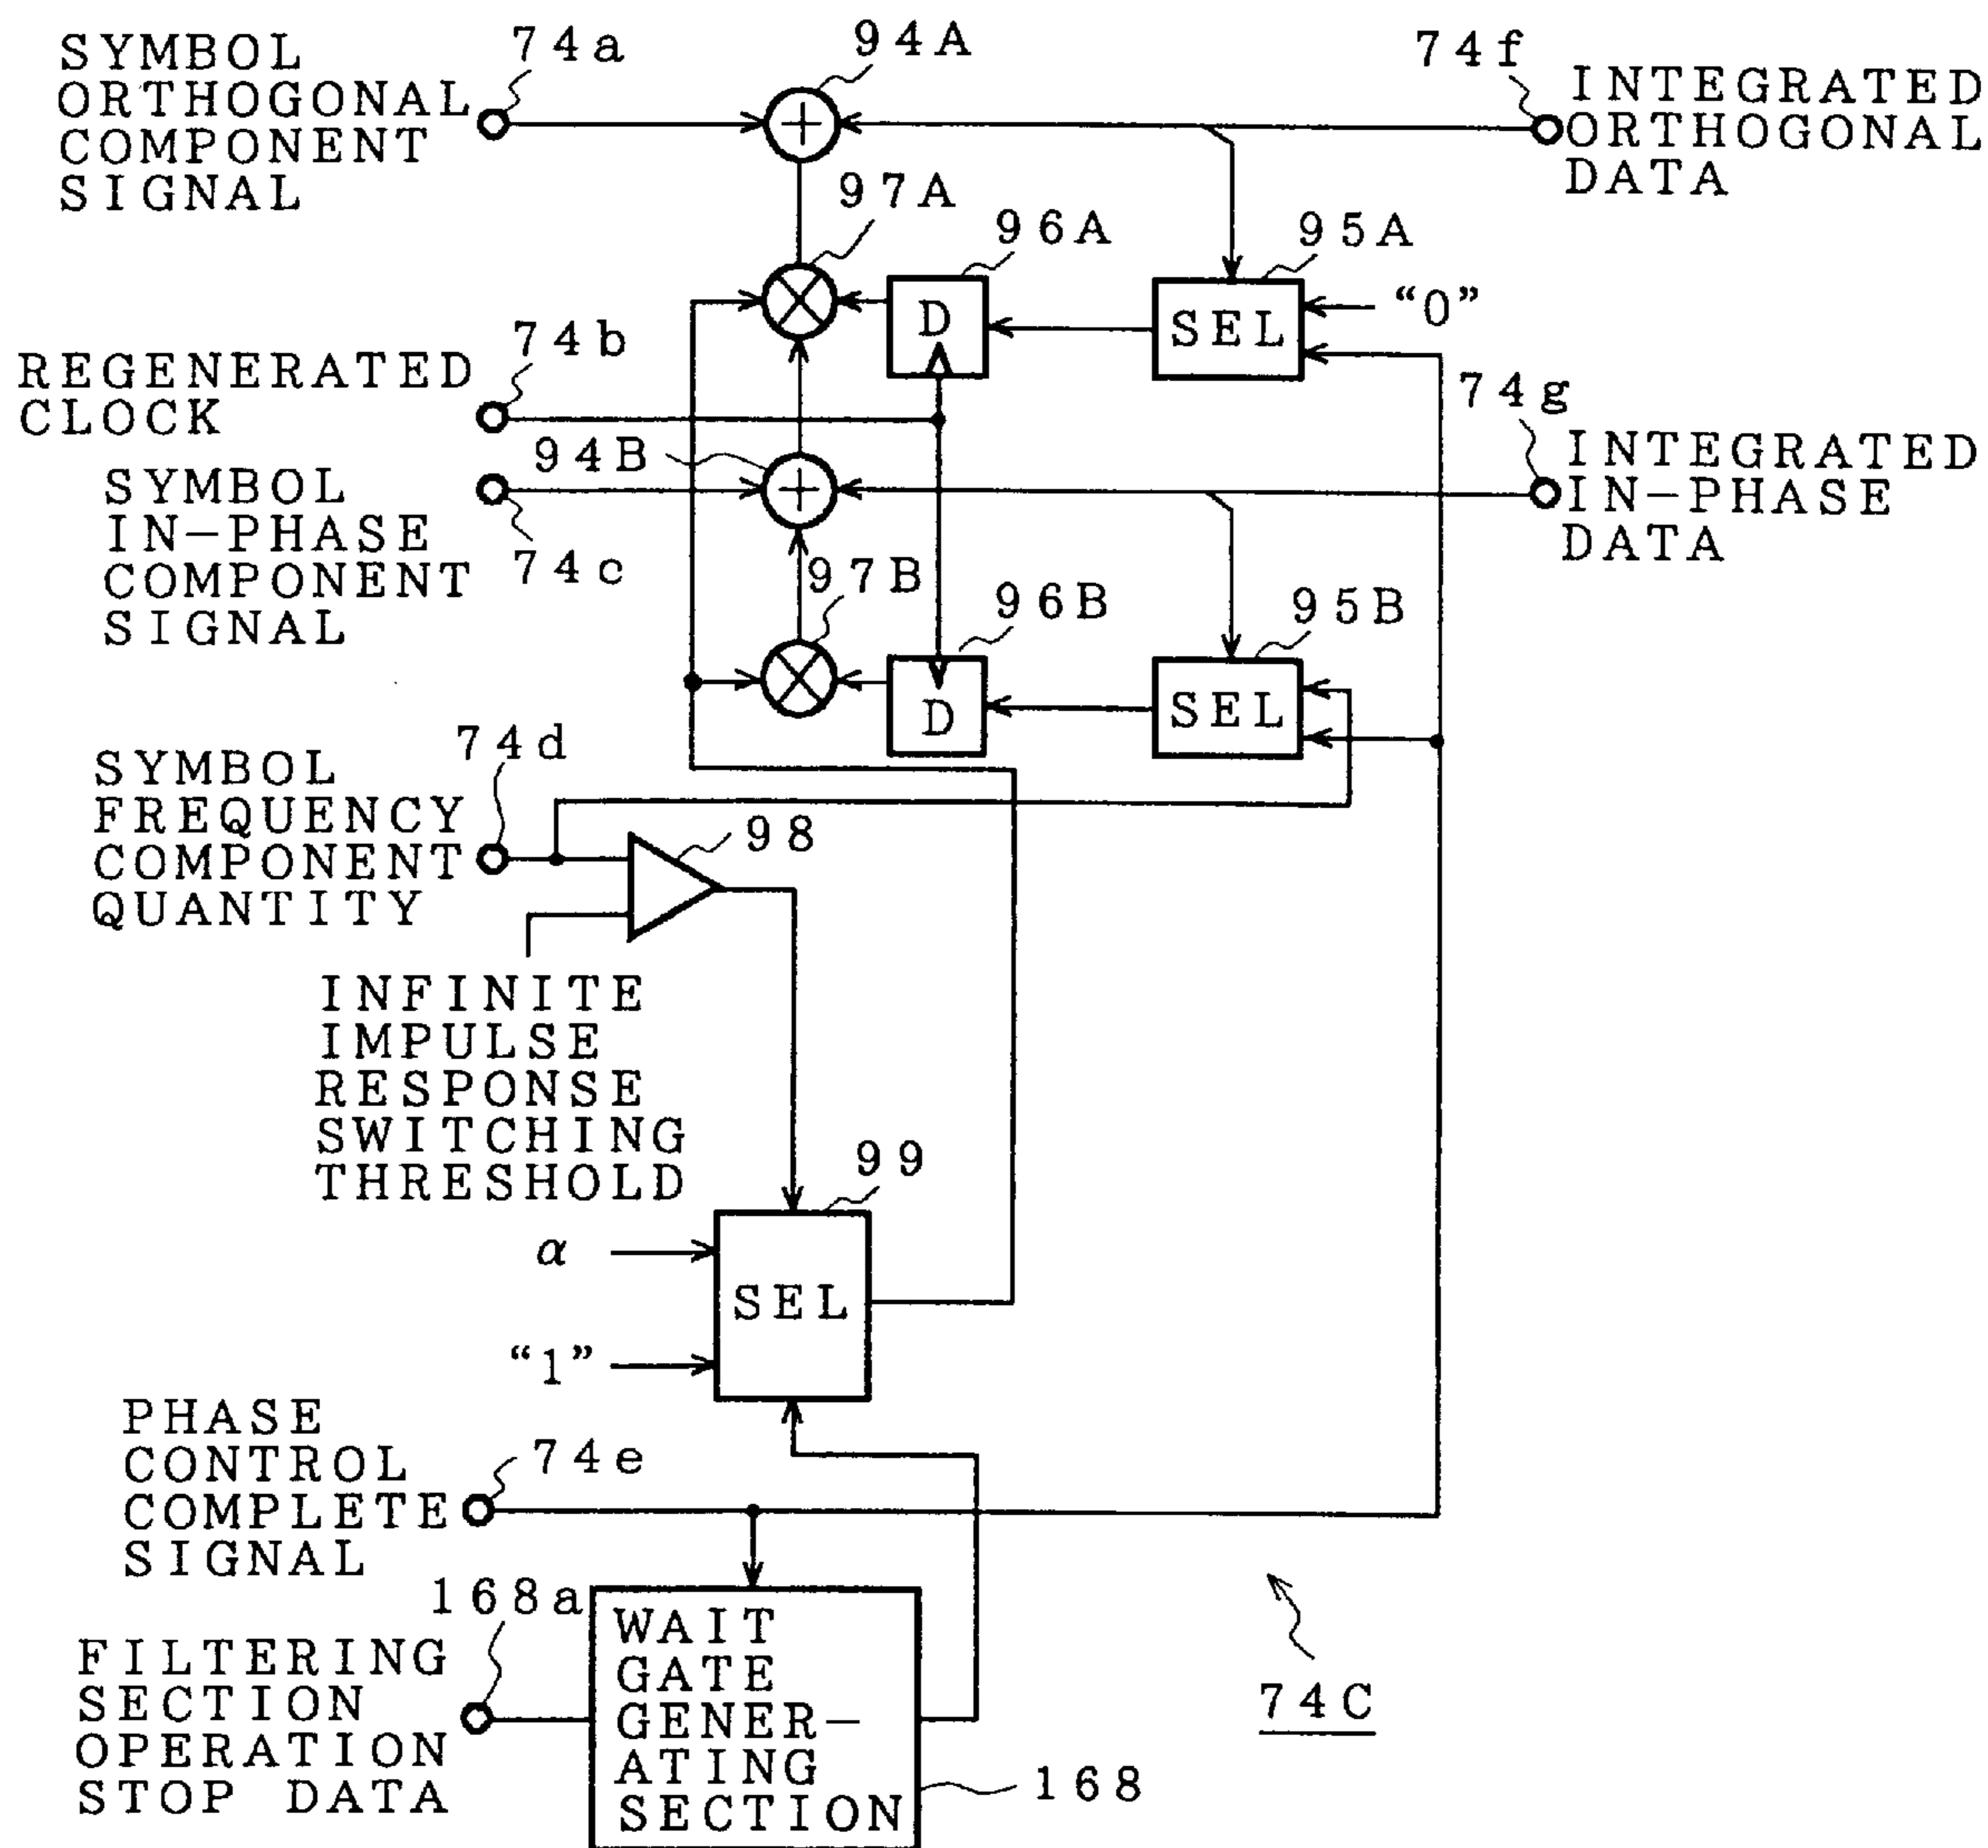 SYMBOL
ORTHOGONAL
COMPONENT
SIGNAL
74a
94A
74f
INTEGRATED
ORTHOGONAL
DATA
97A
96A
95A
D
SEL
“0”
REGENERATED
CLOCK
74b
74g
INTEGRATED
IN-PHASE
DATA
94B
SYMBOL
IN-PHASE
COMPONENT
SIGNAL
74c
97B
96B
95B
D
SEL
SYMBOL
FREQUENCY
COMPONENT
QUANTITY
74d
98
INFINITE
IMPULSE
RESPONSE
SWITCHING
THRESHOLD
99
α
SEL
“1”
PHASE
CONTROL
COMPLETE
SIGNAL
74e
168a
FILTERING
SECTION
OPERATION
STOP DATA
WAIT
GATE
GENER-
ATING
SECTION
168
74C